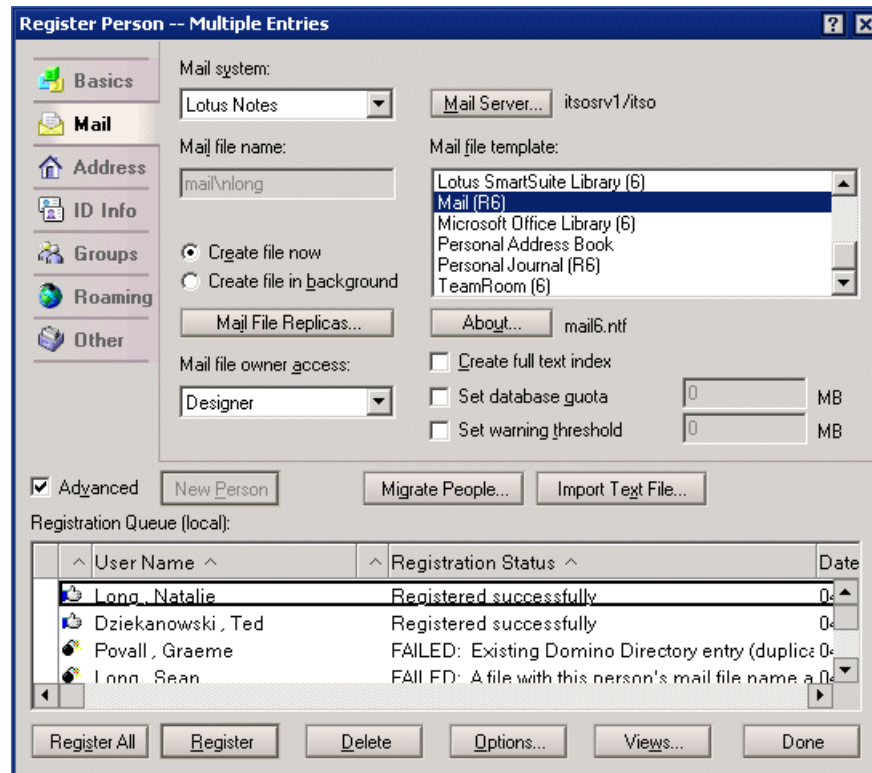 Register Person -- Multiple Entries
Basics
Mail
Address
ID Info
Groups
Roaming
Other
Mail system:
Lotus Notes
Mail Server... itsosrv1/itso
Mail file name:
mail\nlong
Mail file template:
Lotus SmartSuite Library (6)
Mail (R6)
Microsoft Office Library (6)
Personal Address Book
Personal Journal (R6)
TeamRoom (6)
Create file now
Create file in background
Mail File Replicas...
About... mail6.ntf
Mail file owner access:
Designer
Create full text index
Set database quota 0 MB
Set warning threshold 0 MB
Advanced New Person Migrate People... Import Text File...
Registration Queue (local):
User Name Registration Status Date
Long , Natalie Registered successfully 04
Dziekanowski , Ted Registered successfully 04
Povall , Graeme FAILED: Existing Domino Directory entry (duplica 04
Long , Sean FAILED: A file with this person's mail file name a 04
Register All Register Delete Options... Views... Done